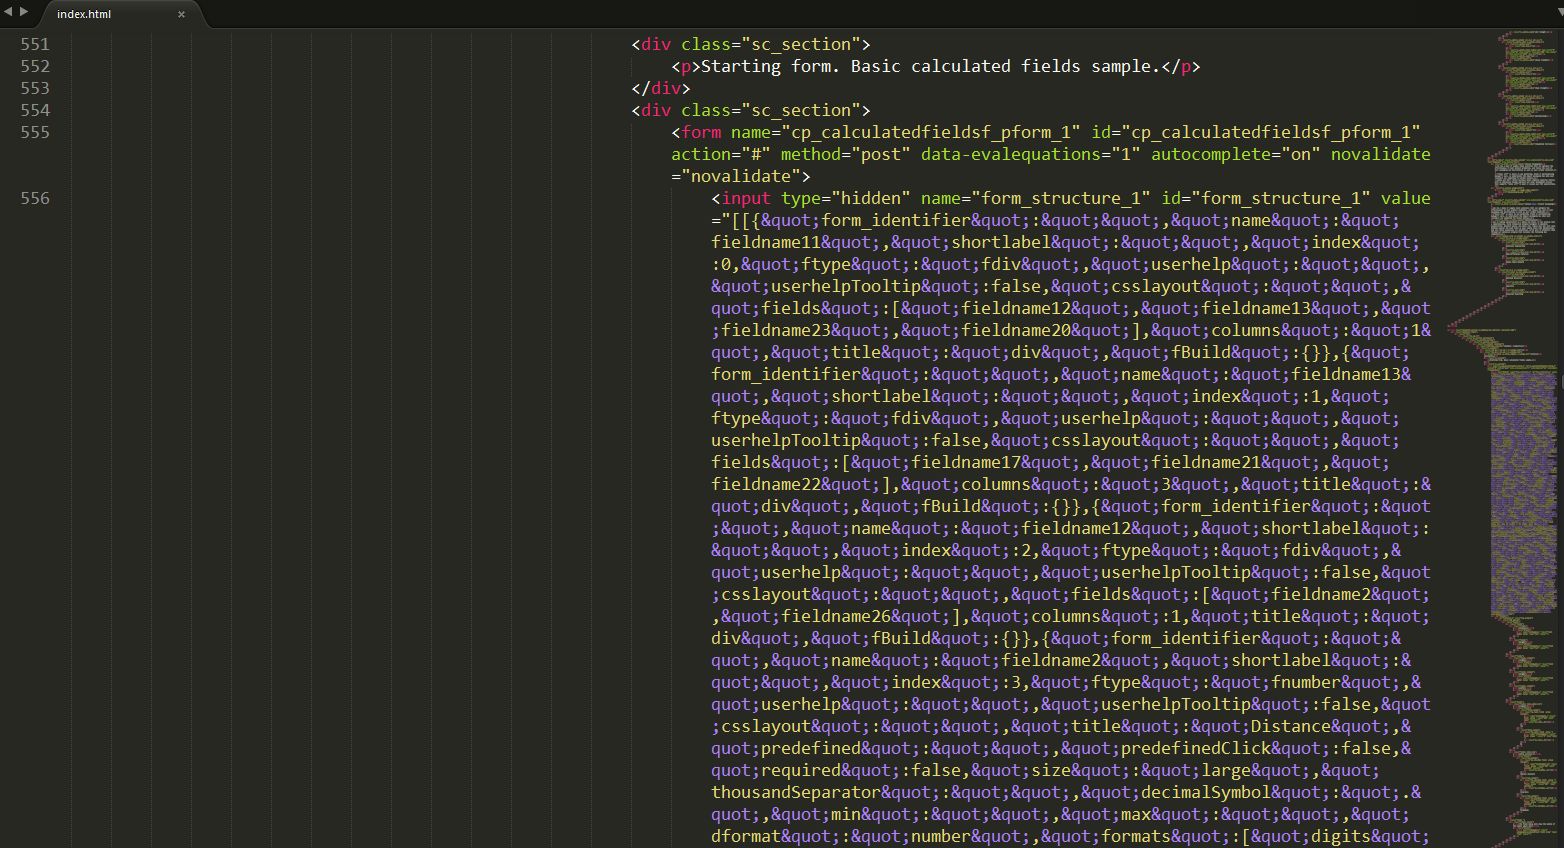 index.html ×
551 <div class="sc_section">
552 <p>Starting form. Basic calculated fields sample.</p>
553 </div>
554 <div class="sc_section">
555 <form name="cp_calculatedfieldsf_pform_1" id="cp_calculatedfieldsf_pform_1"
action="#" method="post" data-evalequations="1" autocomplete="on" novalidate
="novalidate">
556 <input type="hidden" name="form_structure_1" id="form_structure_1" value
="[[{&quot;form_identifier&quot;:&quot;&quot;,&quot;name&quot;:&quot;
fieldname11&quot;,&quot;shortlabel&quot;:&quot;&quot;,&quot;index&quot;
:0,&quot;ftype&quot;:&quot;fdiv&quot;,&quot;userhelp&quot;:&quot;&quot;,
&quot;userhelpTooltip&quot;:false,&quot;csslayout&quot;:&quot;&quot;,&
quot;fields&quot;:[&quot;fieldname12&quot;,&quot;fieldname13&quot;,&quot
;fieldname23&quot;,&quot;fieldname20&quot;],&quot;columns&quot;:&quot;1&
quot;,&quot;title&quot;:&quot;div&quot;,&quot;fBuild&quot;:{}},{&quot;
form_identifier&quot;:&quot;&quot;,&quot;name&quot;:&quot;fieldname13&
quot;,&quot;shortlabel&quot;:&quot;&quot;,&quot;index&quot;:1,&quot;
ftype&quot;:&quot;fdiv&quot;,&quot;userhelp&quot;:&quot;&quot;,&quot;
userhelpTooltip&quot;:false,&quot;csslayout&quot;:&quot;&quot;,&quot;
fields&quot;:[&quot;fieldname17&quot;,&quot;fieldname21&quot;,&quot;
fieldname22&quot;],&quot;columns&quot;:&quot;3&quot;,&quot;title&quot;:&
quot;div&quot;,&quot;fBuild&quot;:{}},{&quot;form_identifier&quot;:&quot
;&quot;,&quot;name&quot;:&quot;fieldname12&quot;,&quot;shortlabel&quot;:
&quot;&quot;,&quot;index&quot;:2,&quot;ftype&quot;:&quot;fdiv&quot;,&
quot;userhelp&quot;:&quot;&quot;,&quot;userhelpTooltip&quot;:false,&quot
;csslayout&quot;:&quot;&quot;,&quot;fields&quot;:[&quot;fieldname2&quot;
,&quot;fieldname26&quot;],&quot;columns&quot;:1,&quot;title&quot;:&quot;
div&quot;,&quot;fBuild&quot;:{}},{&quot;form_identifier&quot;:&quot;&
quot;,&quot;name&quot;:&quot;fieldname2&quot;,&quot;shortlabel&quot;:&
quot;&quot;,&quot;index&quot;:3,&quot;ftype&quot;:&quot;fnumber&quot;,&
quot;userhelp&quot;:&quot;&quot;,&quot;userhelpTooltip&quot;:false,&quot
;csslayout&quot;:&quot;&quot;,&quot;title&quot;:&quot;Distance&quot;,&
quot;predefined&quot;:&quot;&quot;,&quot;predefinedClick&quot;:false,&
quot;required&quot;:false,&quot;size&quot;:&quot;large&quot;,&quot;
thousandSeparator&quot;:&quot;&quot;,&quot;decimalSymbol&quot;:&quot;.&
quot;,&quot;min&quot;:&quot;&quot;,&quot;max&quot;:&quot;&quot;,&quot;
dformat&quot;:&quot;number&quot;,&quot;formats&quot;:[&quot;digits&quot;